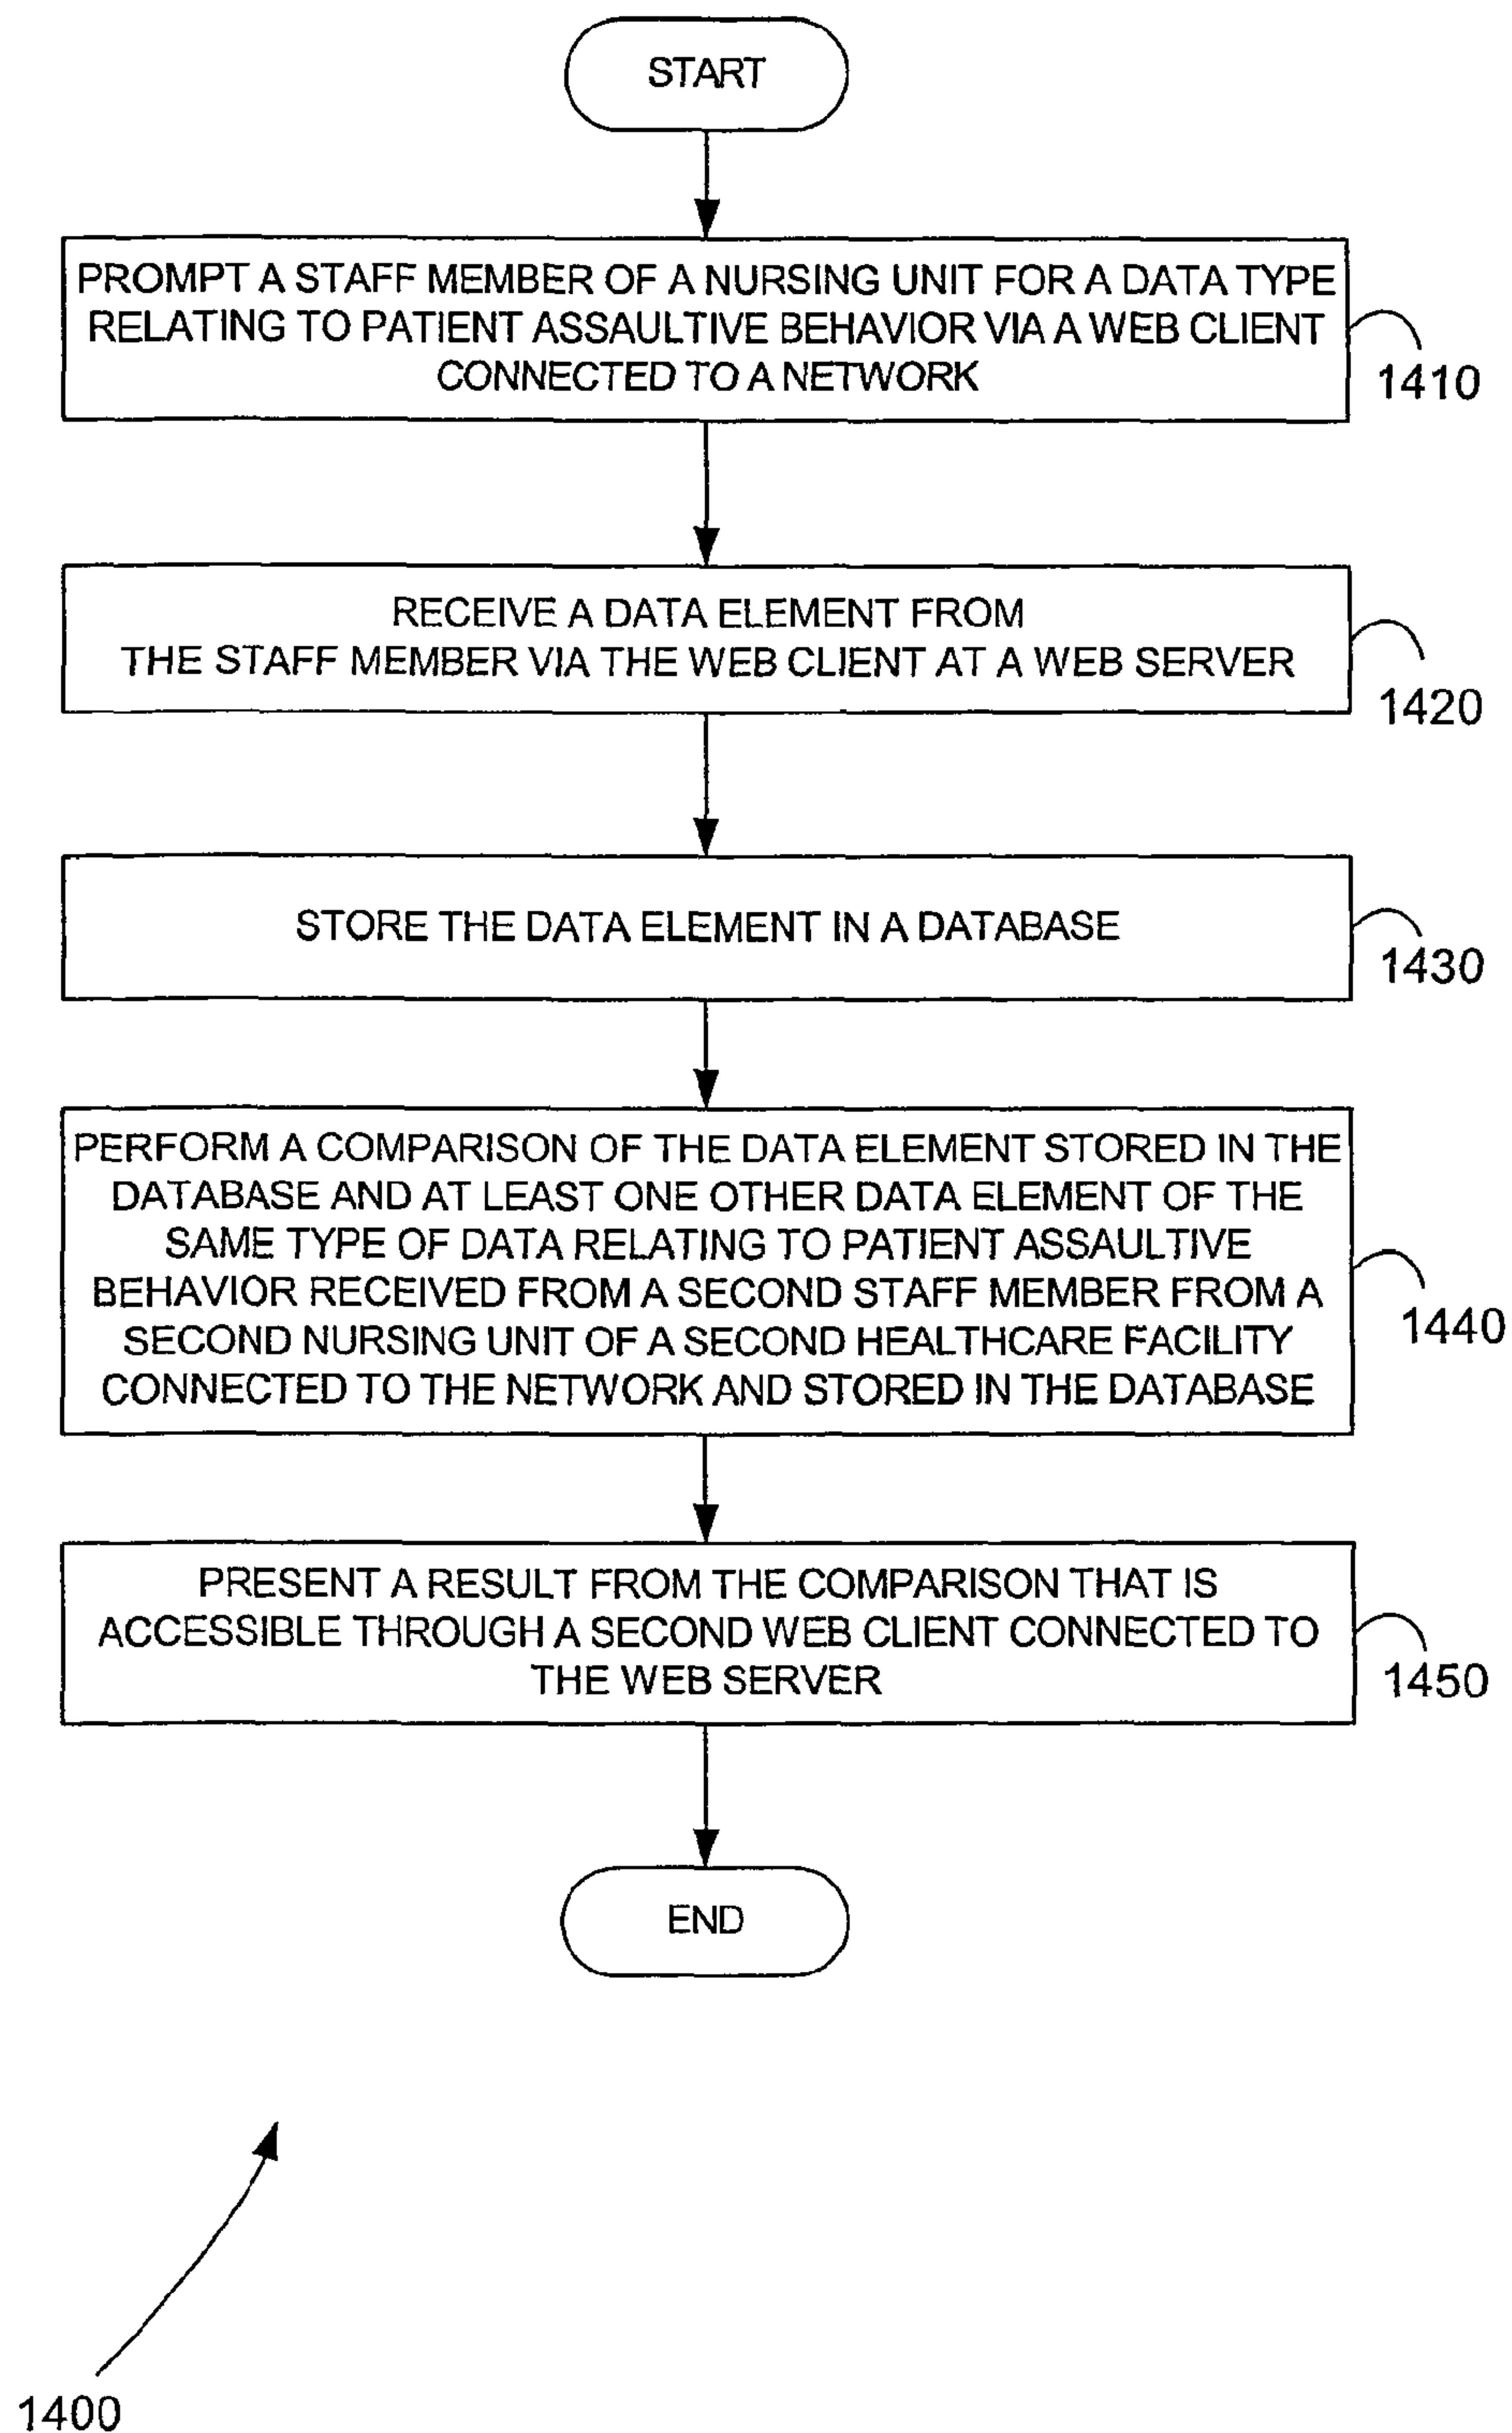 START
PROMPT A STAFF MEMBER OF A NURSING UNIT FOR A DATA TYPE
RELATING TO PATIENT ASSAULTIVE BEHAVIOR VIA A WEB CLIENT
CONNECTED TO A NETWORK
1410
RECEIVE A DATA ELEMENT FROM
THE STAFF MEMBER VIA THE WEB CLIENT AT A WEB SERVER
1420
STORE THE DATA ELEMENT IN A DATABASE
1430
PERFORM A COMPARISON OF THE DATA ELEMENT STORED IN THE
DATABASE AND AT LEAST ONE OTHER DATA ELEMENT OF THE
SAME TYPE OF DATA RELATING TO PATIENT ASSAULTIVE
BEHAVIOR RECEIVED FROM A SECOND STAFF MEMBER FROM A
SECOND NURSING UNIT OF A SECOND HEALTHCARE FACILITY
CONNECTED TO THE NETWORK AND STORED IN THE DATABASE
1440
PRESENT A RESULT FROM THE COMPARISON THAT IS
ACCESSIBLE THROUGH A SECOND WEB CLIENT CONNECTED TO
THE WEB SERVER
1450
END
1400